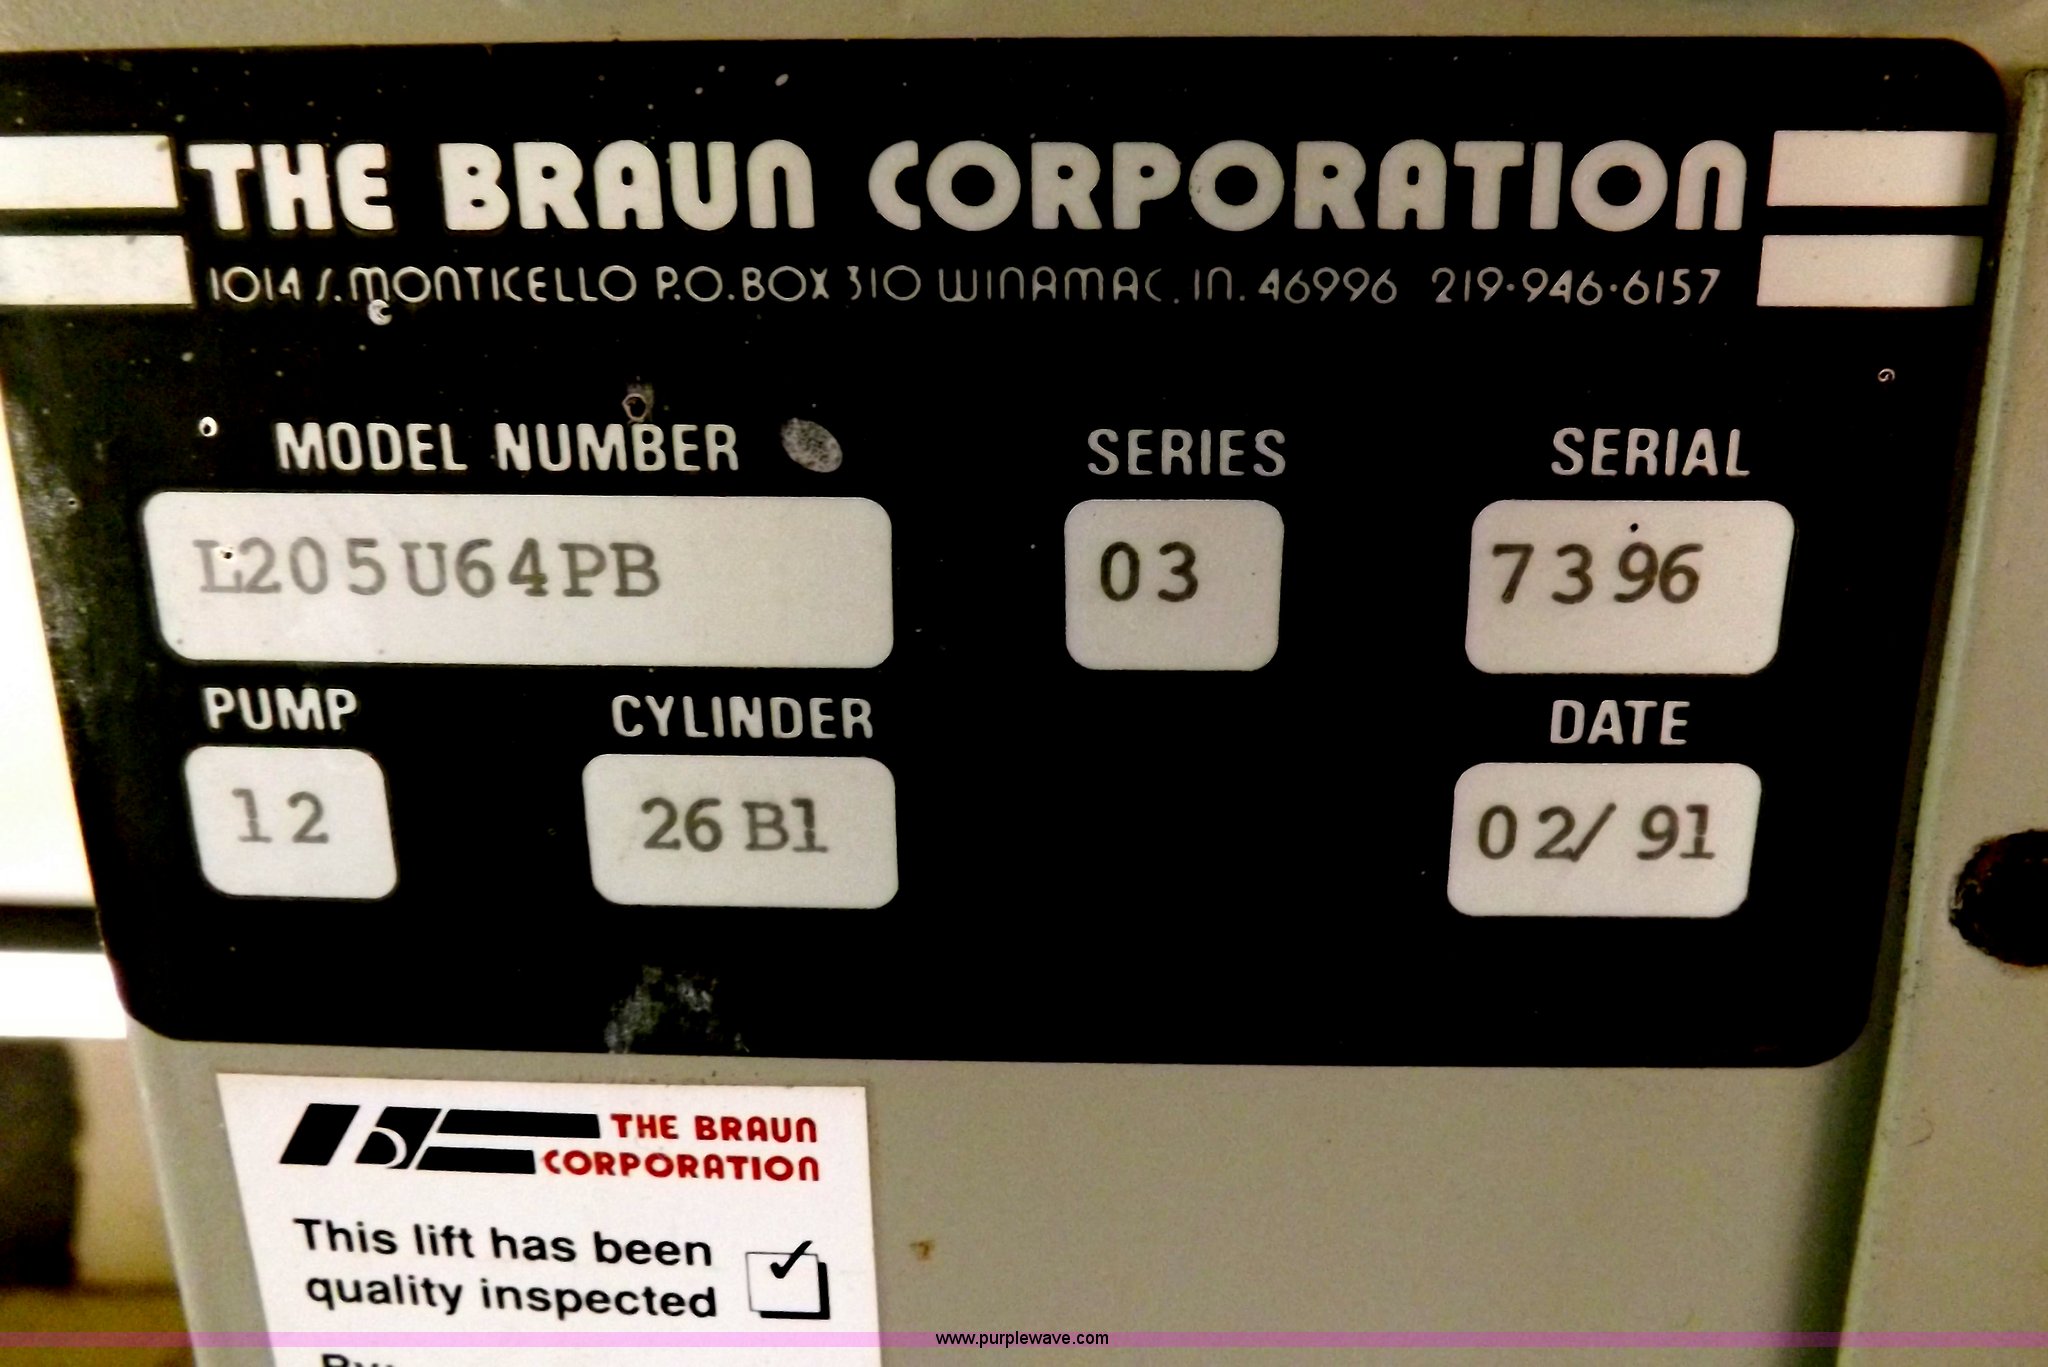 THE BRAUN CORPORATION
1014 S. MONTICELLO P.O. BOX 310 WINAMAC, IN. 46996 219·946·6157
MODEL NUMBER SERIES SERIAL
L205U64PB 03 7396
PUMP CYLINDER DATE
12 26B1 02/91
THE BRAUN
CORPORATION
This lift has been
quality inspected
www.purplewave.com